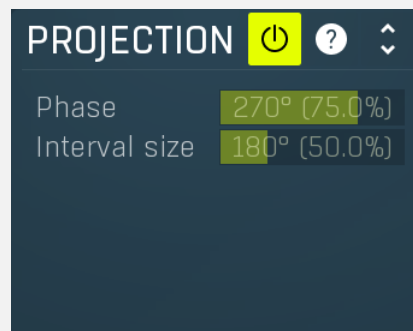 PROJECTION ?
Phase 270° (75.0%)
Interval size 180° (50.0%)